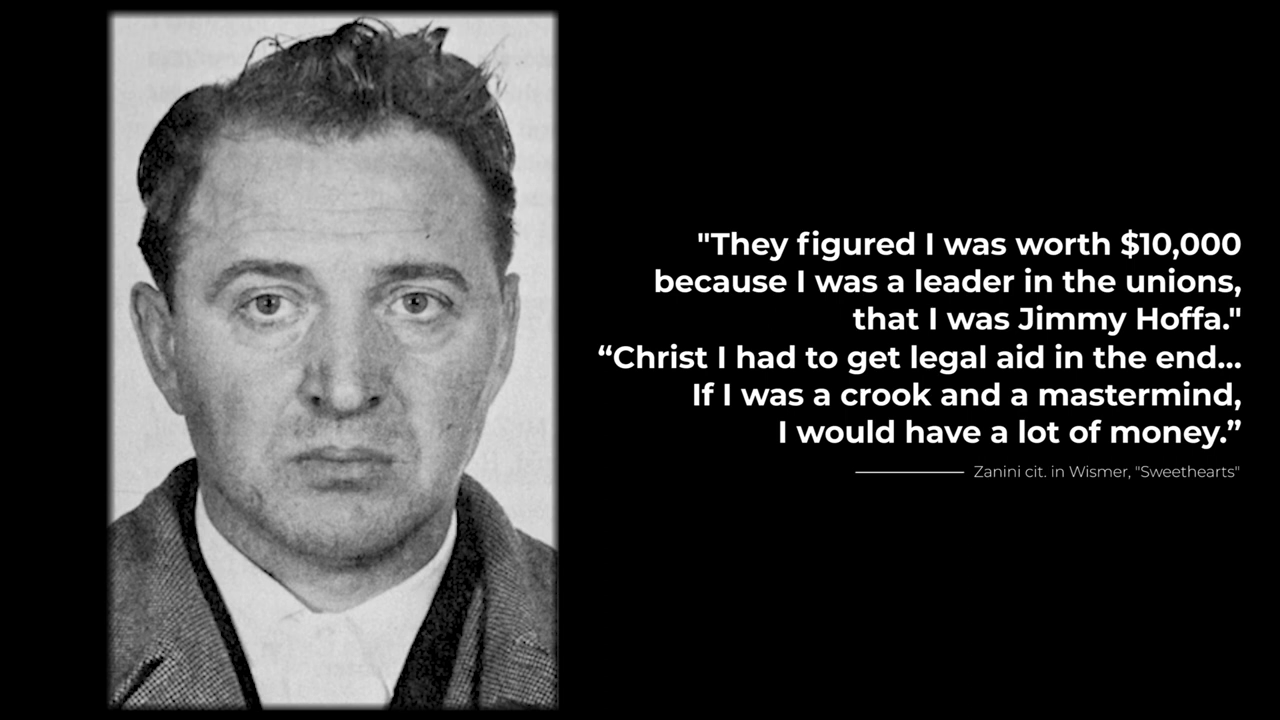 "They figured I was worth $10,000
because I was a leader in the unions,
that I was Jimmy Hoffa."
“Christ I had to get legal aid in the end...
If I was a crook and a mastermind,
I would have a lot of money.”
Zanini cit. in Wismer, "Sweethearts"